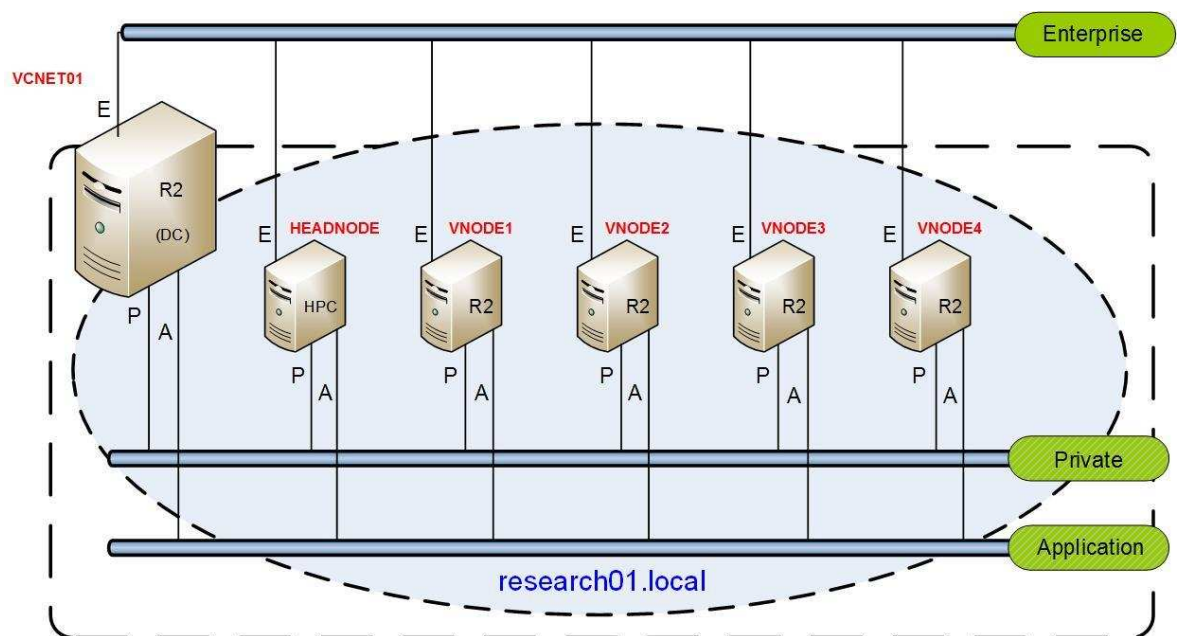 Enterprise
VCNET01
E
R2
(DC)
P
A
E
HEADNODE
HPC
P
A
E
VNODE1
R2
P
A
E
VNODE2
R2
P
A
E
VNODE3
R2
P
A
E
VNODE4
R2
P
A
Private
Application
research01.local